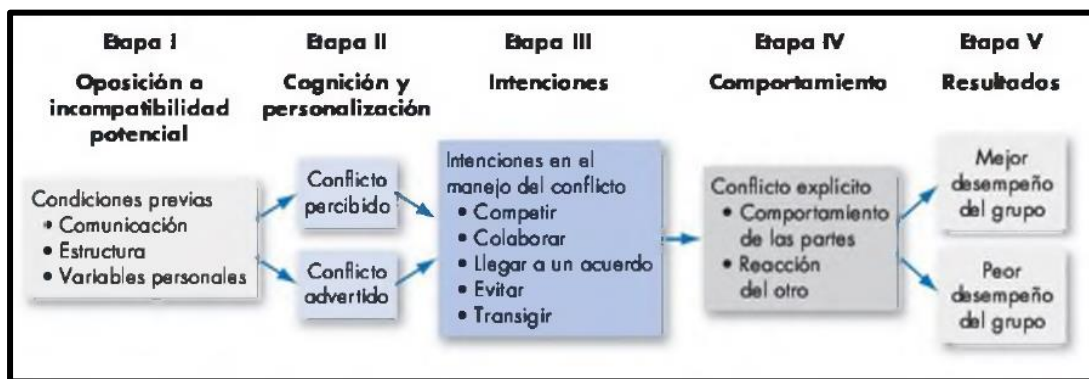 Etapa I
Oposición o
incompatibilidad
potencial
Condiciones previas
• Comunicación
• Estructura
• Variables personales
Etapa II
Cognición y
personalización
Conflicto
percibido
Conflicto
advertido
Etapa III
Intenciones
Intenciones en el
manejo del conflicto
• Competir
• Colaborar
• Llegar a un acuerdo
• Evitar
• Transigir
Etapa IV
Comportamiento
Conflicto explícito
• Comportamiento
de las partes
• Reacción
del otro
Etapa V
Resultados
Mejor
desempeño
del grupo
Peor
desempeño
del grupo